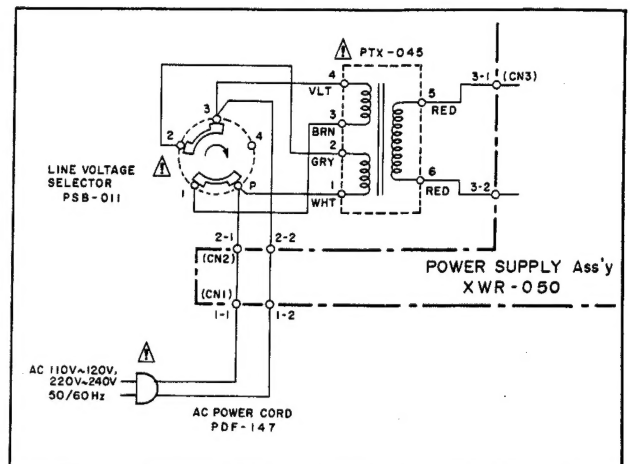 PTX-045
4
VLT
3
BRN
2
GRY
1
WHT
5
RED
6
RED
3-1 (CN3)
3-2
3
2
4
1
P
LINE VOLTAGE
SELECTOR
PSB-011
2-1
2-2
(CN2)
(CN1)
1-1
1-2
POWER SUPPLY Ass'y
XWR-050
AC 110V~120V,
220V~240V
50/60Hz
AC POWER CORD
PDF-147